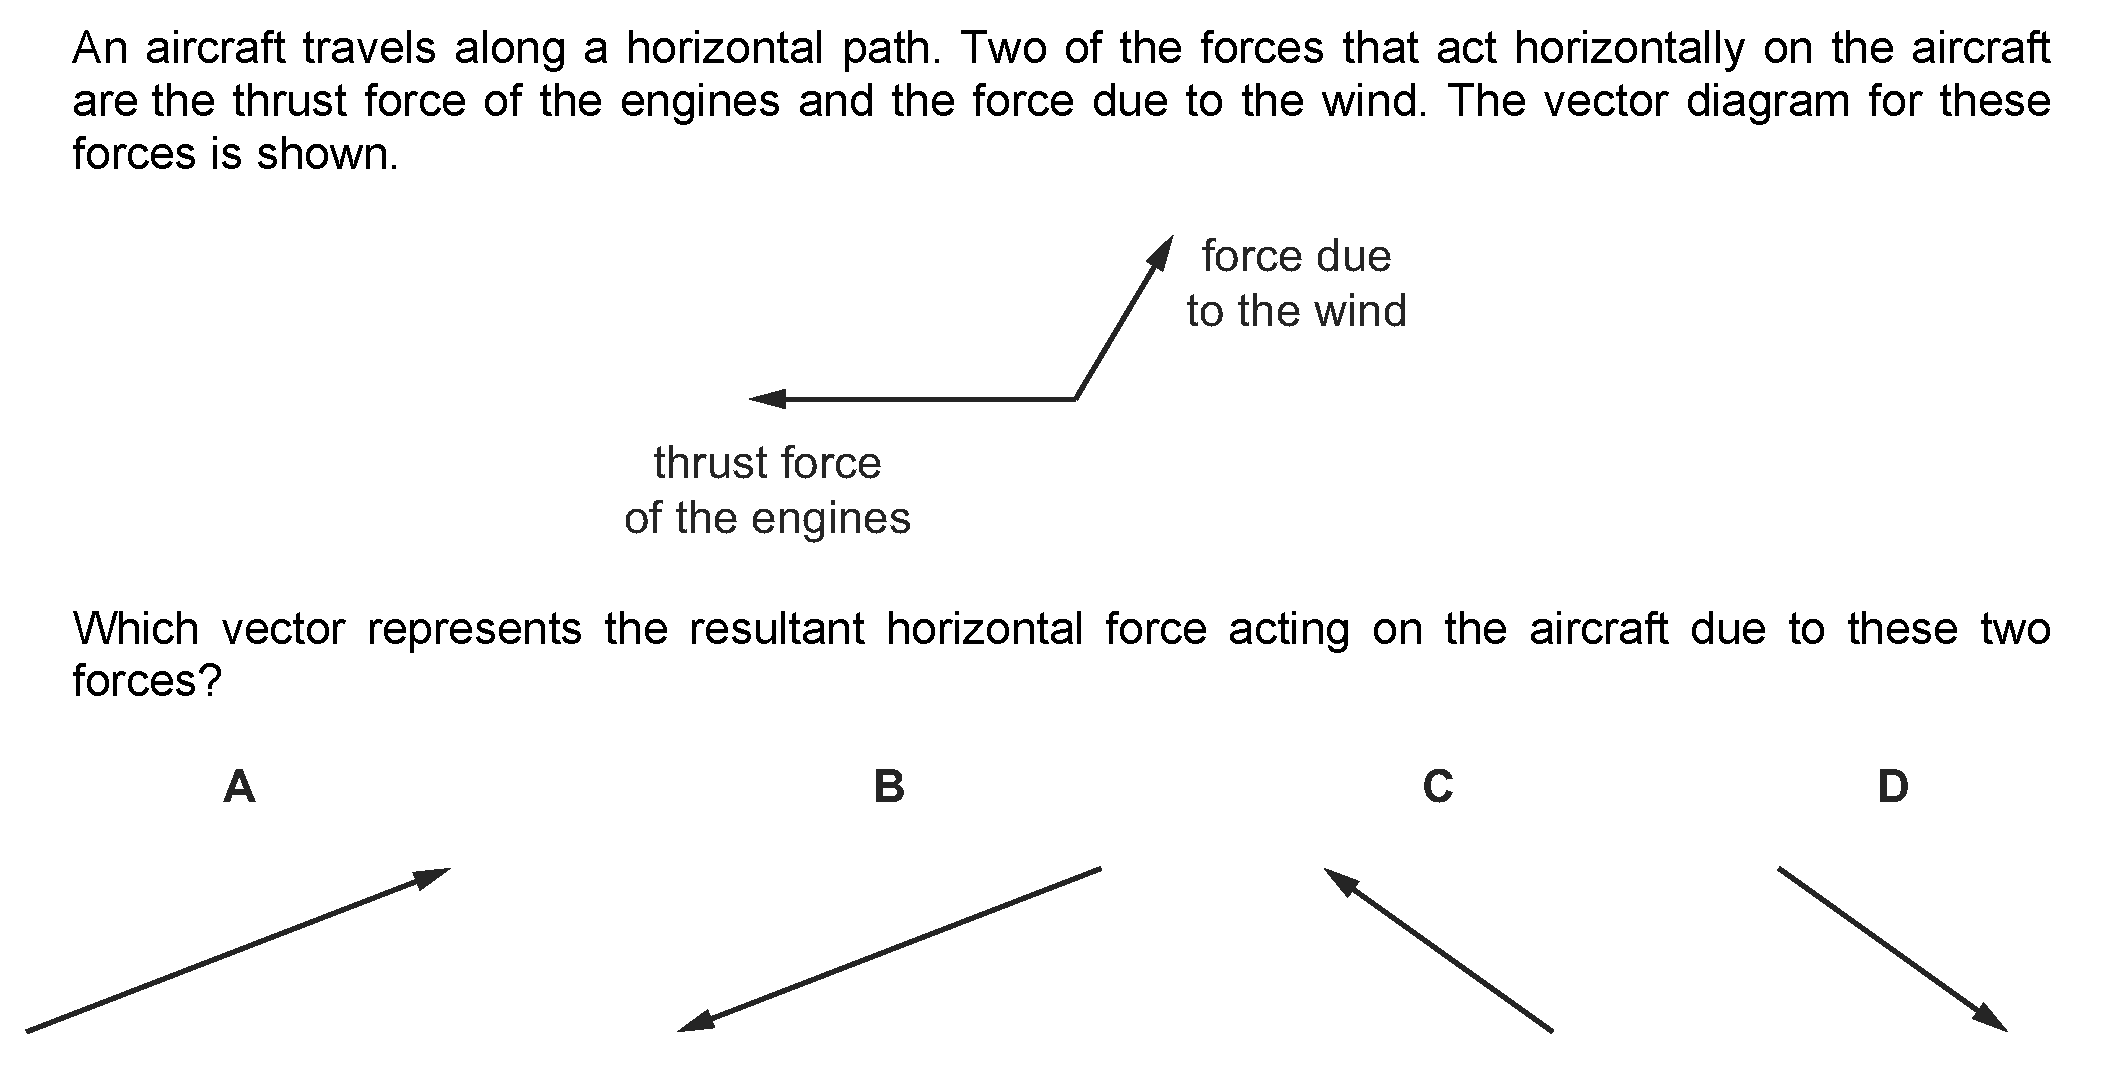 An aircraft travels along a horizontal path. Two of the forces that act horizontally on the aircraft
are the thrust force of the engines and the force due to the wind. The vector diagram for these
forces is shown.
force due
to the wind
thrust force
of the engines
Which vector represents the resultant horizontal force acting on the aircraft due to these two
forces?
A B C D